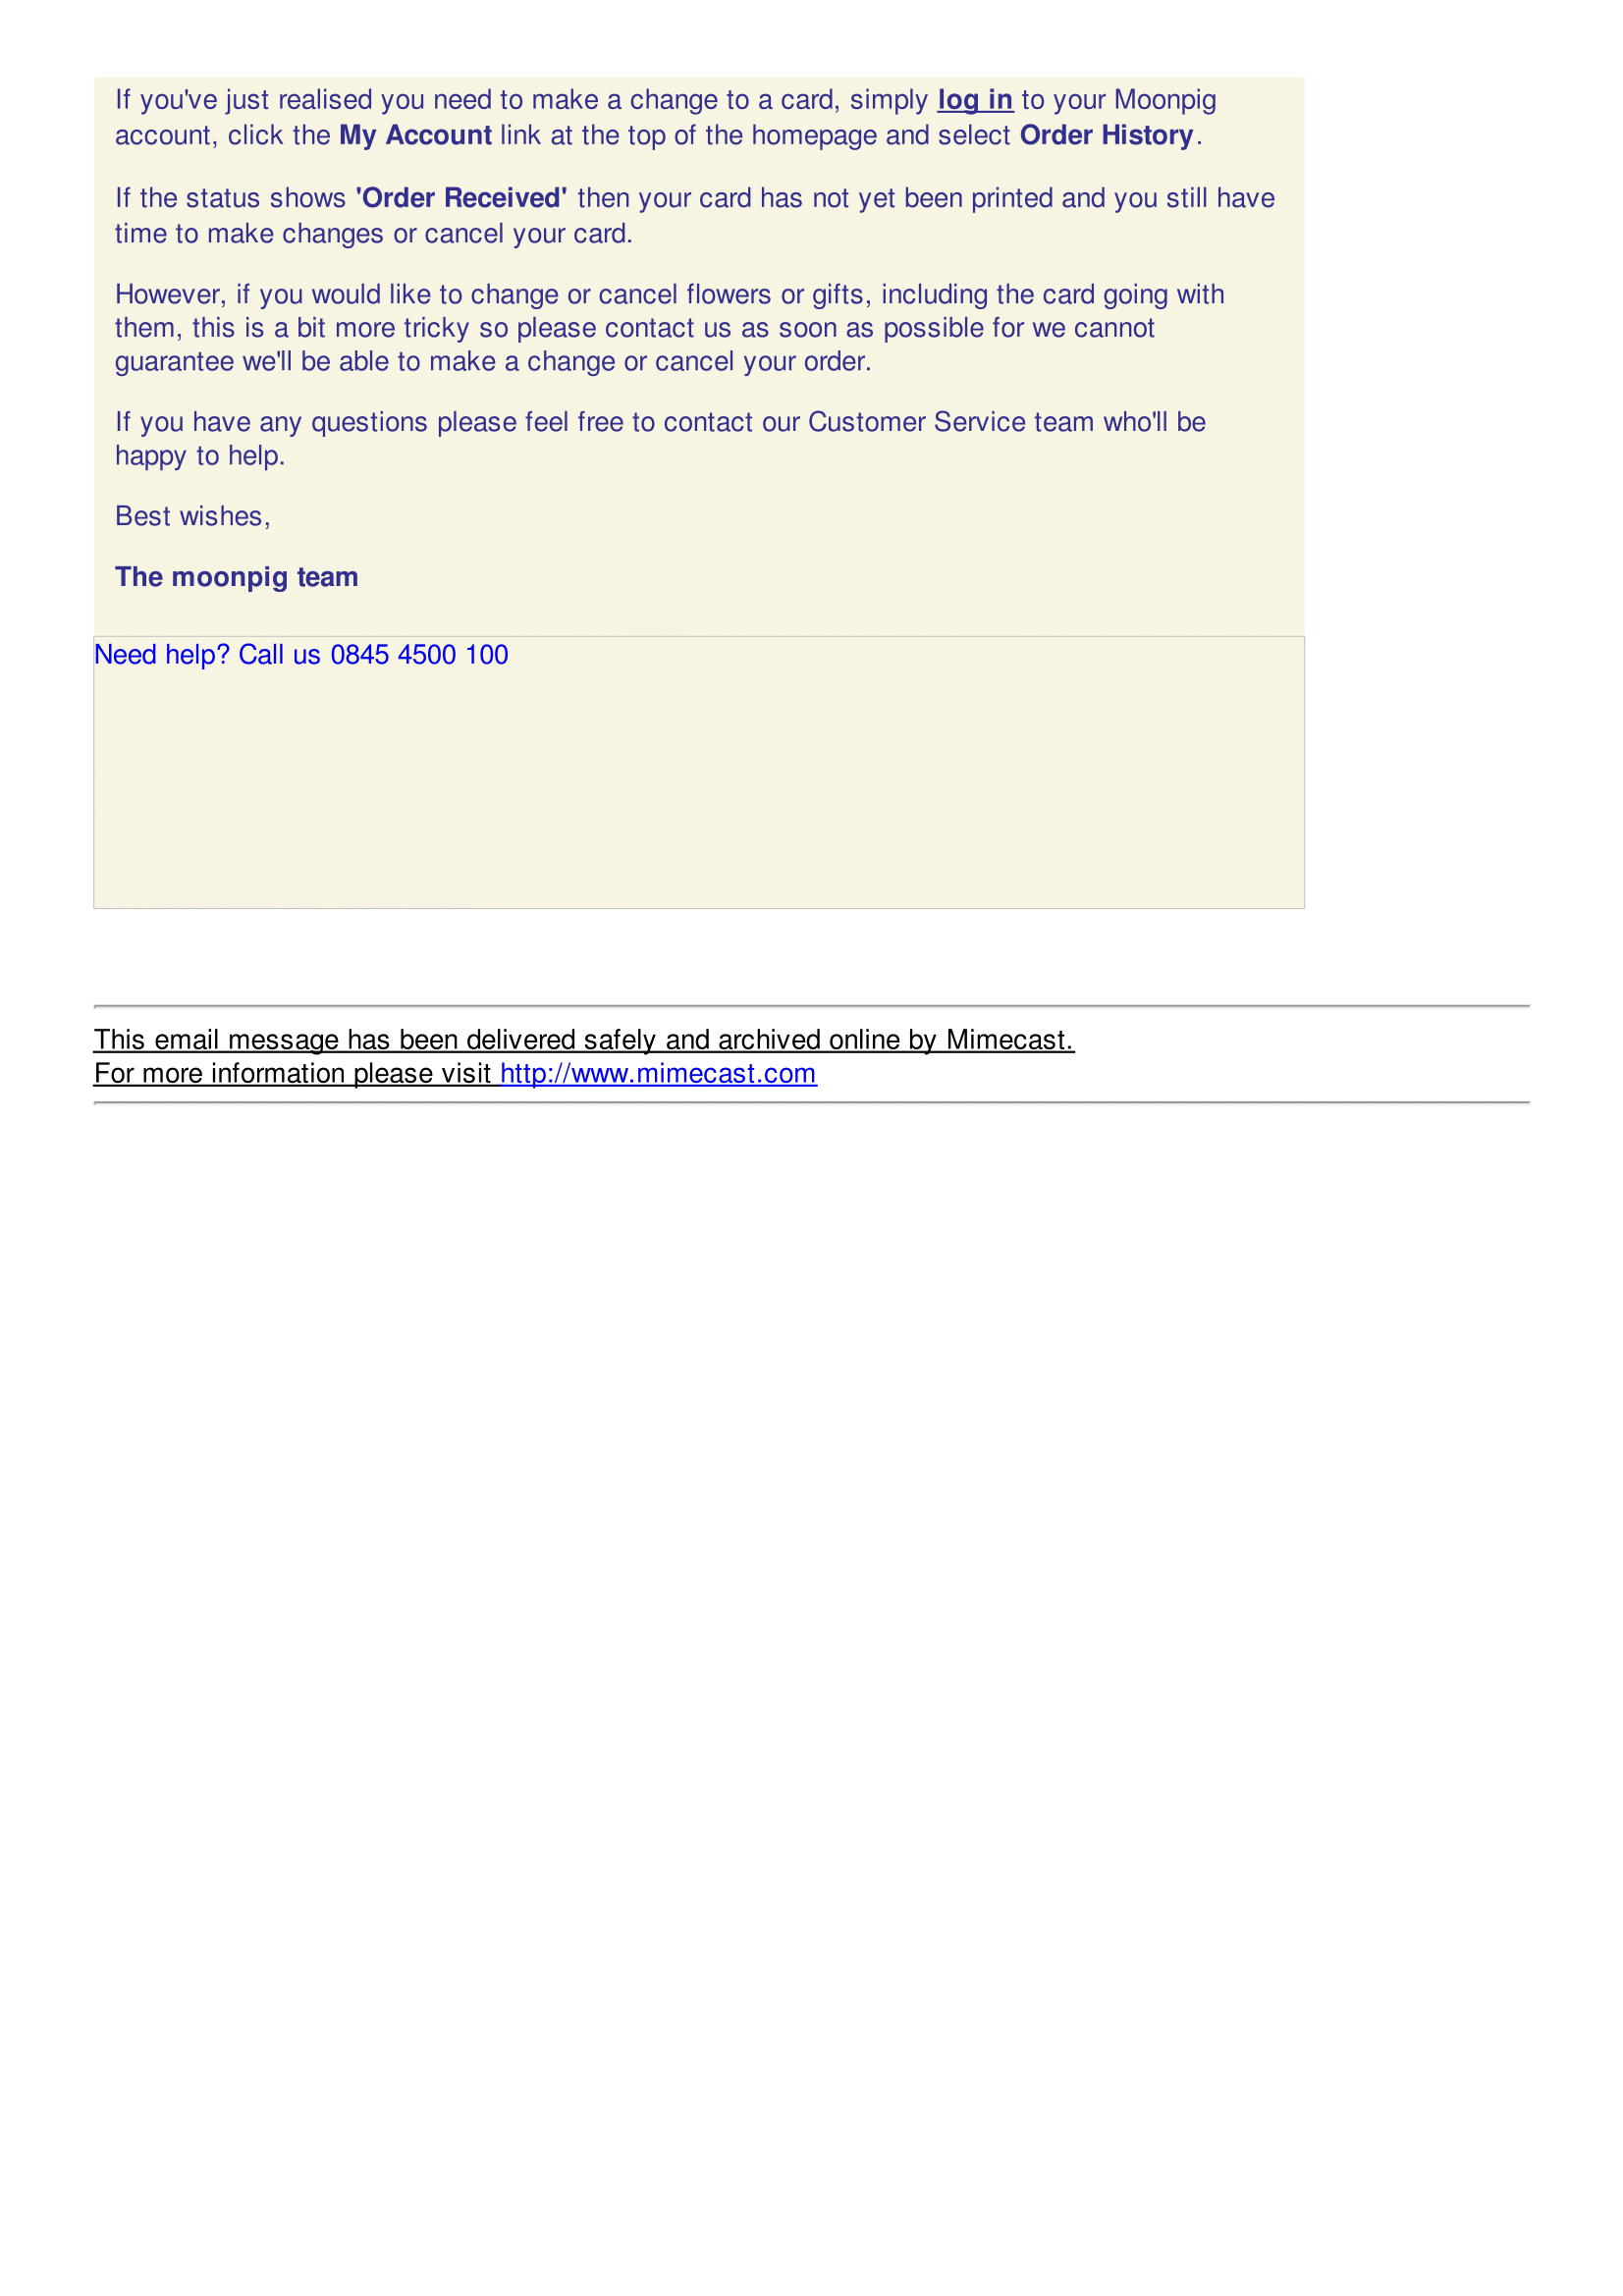 If you've just realised you need to make a change to a card, simply log in to your Moonpig
account, click the My Account link at the top of the homepage and select Order History.
If the status shows 'Order Received' then your card has not yet been printed and you still have
time to make changes or cancel your card.
However, if you would like to change or cancel flowers or gifts, including the card going with
them, this is a bit more tricky so please contact us as soon as possible for we cannot
guarantee we'll be able to make a change or cancel your order.
If you have any questions please feel free to contact our Customer Service team who'll be
happy to help.
Best wishes,
The moonpig team
Need help? Call us 0845 4500 100
This email message has been delivered safely and archived online by Mimecast.
For more information please visit http://www.mimecast.com